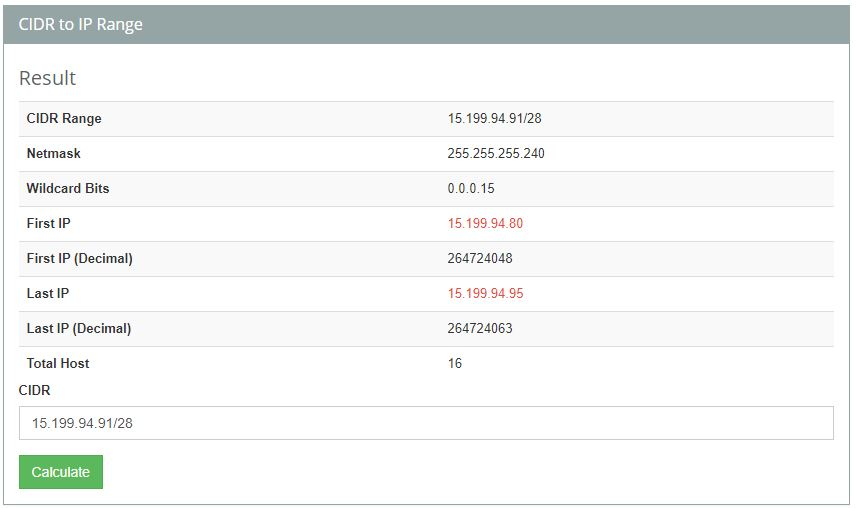 CIDR to IP Range
Result
CIDR Range 15.199.94.91/28
Netmask 255.255.255.240
Wildcard Bits 0.0.0.15
First IP 15.199.94.80
First IP (Decimal) 264724048
Last IP 15.199.94.95
Last IP (Decimal) 264724063
Total Host 16
CIDR
15.199.94.91/28
Calculate